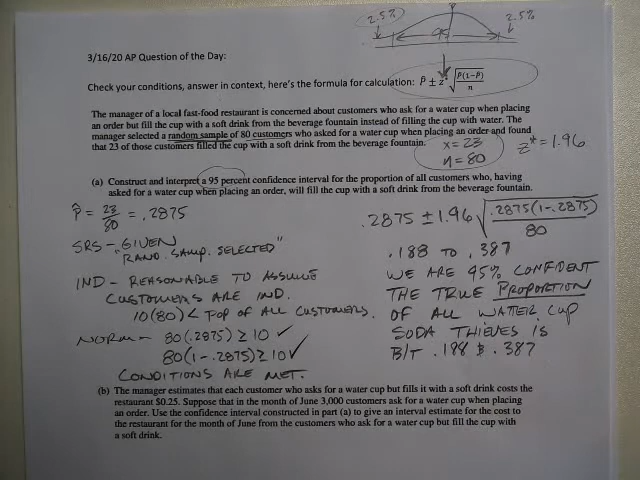 2.5% 2.5%
95
3/16/20 AP Question of the Day:
Check your conditions, answer in context, here's the formula for calculation: P̂ ± z* √(P̂(1−P̂)/n)
The manager of a local fast-food restaurant is concerned about customers who ask for a water cup when placing
an order but fill the cup with a soft drink from the beverage fountain instead of filling the cup with water. The
manager selected a random sample of 80 customers who asked for a water cup when placing an order and found
that 23 of those customers filled the cup with a soft drink from the beverage fountain.
x = 23
n = 80
z* = 1.96
(a) Construct and interpret a 95 percent confidence interval for the proportion of all customers who, having
asked for a water cup when placing an order, will fill the cup with a soft drink from the beverage fountain.
P̂ = 23/80 = .2875
SRS - GIVEN
"RAND. SAMP. SELECTED"
IND - REASONABLE TO ASSUME
CUSTOMERS ARE IND.
10(80) < POP OF ALL CUSTOMERS.
NORM - 80(.2875) ≥ 10 ✓
80(1-.2875) ≥ 10 ✓
CONDITIONS ARE MET.
.2875 ± 1.96 √(.2875(1-.2875)/80)
.188 TO .387
WE ARE 95% CONFIDENT
THE TRUE PROPORTION
OF ALL WATER CUP
SODA THIEVES IS
B/T .198 & .387
(b) The manager estimates that each customer who asks for a water cup but fills it with a soft drink costs the
restaurant $0.25. Suppose that in the month of June 3,000 customers ask for a water cup when placing
an order. Use the confidence interval constructed in part (a) to give an interval estimate for the cost to
the restaurant for the month of June from the customers who ask for a water cup but fill the cup with
a soft drink.